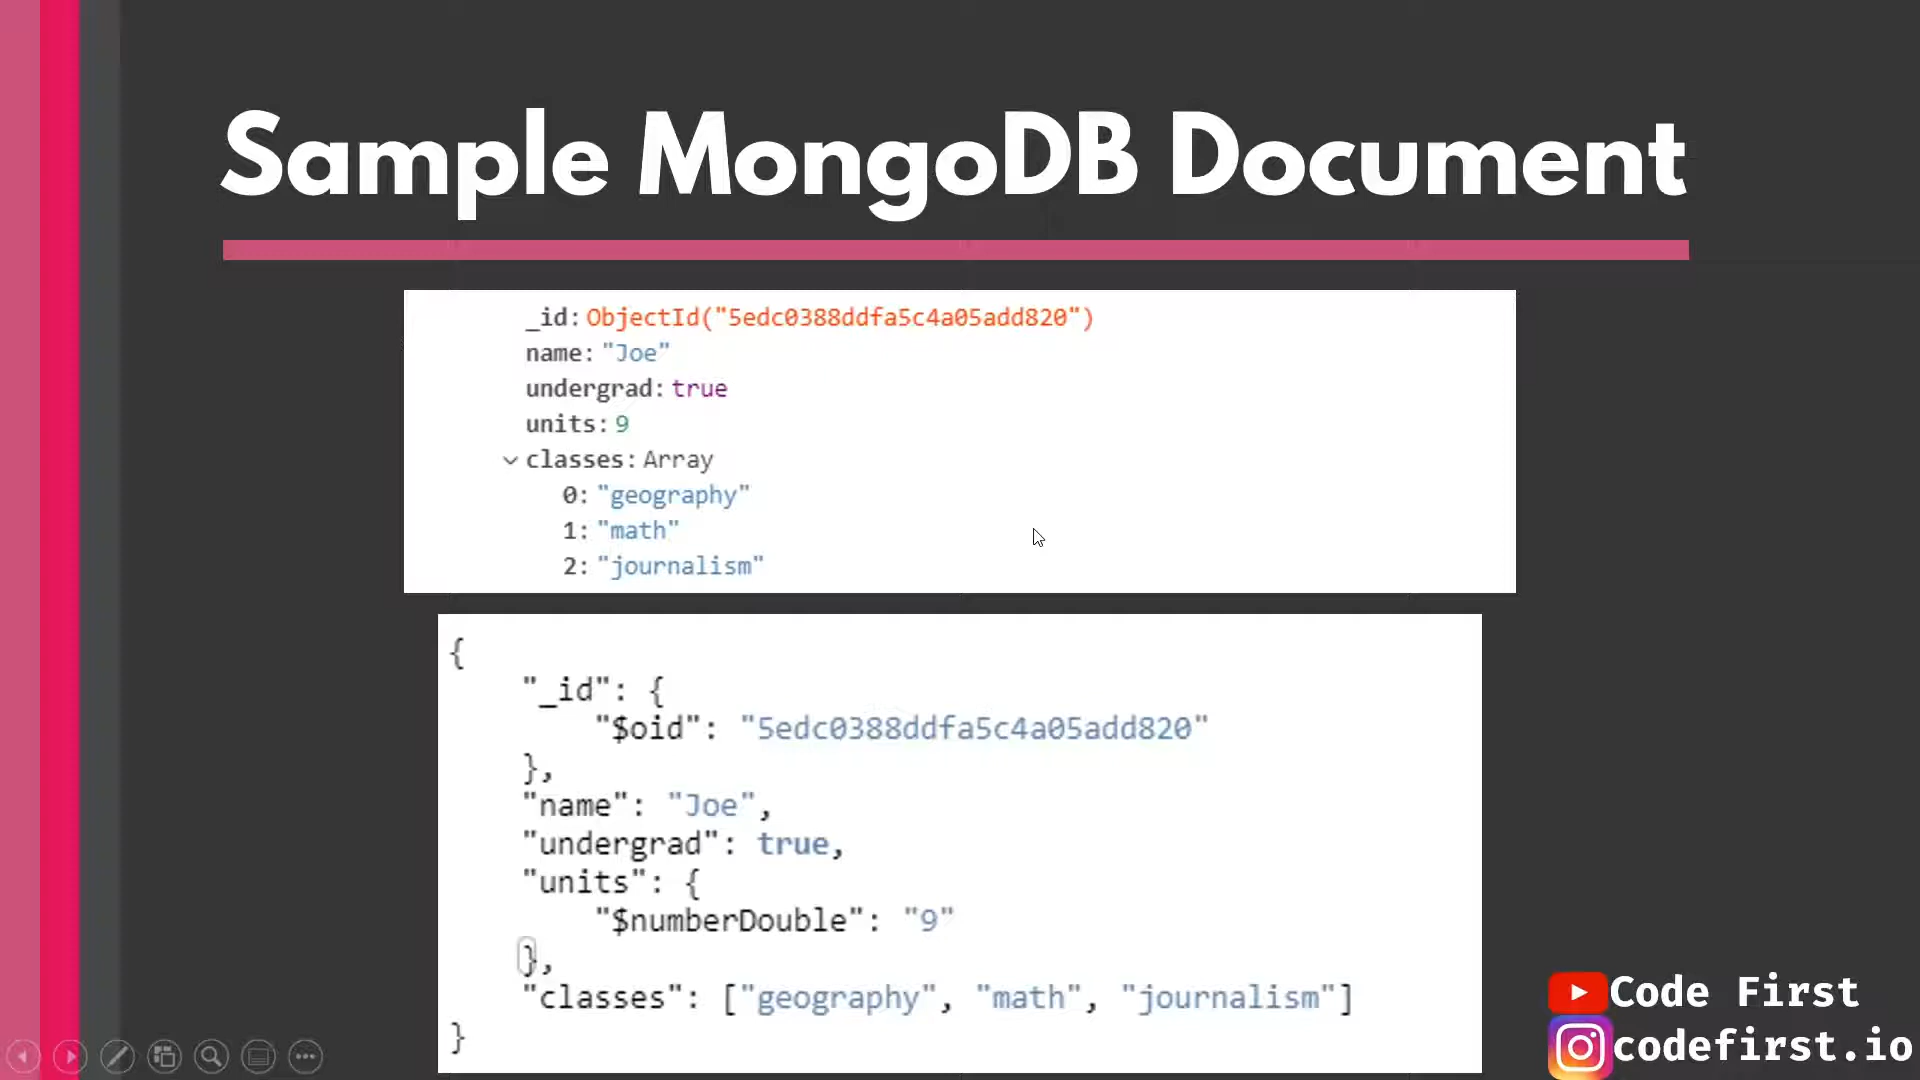 Sample MongoDB Document
_id: ObjectId("5edc0388ddfa5c4a05add820")
name: "Joe"
undergrad: true
units: 9
classes: Array
0: "geography"
1: "math"
2: "journalism"
{
"_id": {
"$oid": "5edc0388ddfa5c4a05add820"
},
"name": "Joe",
"undergrad": true,
"units": {
"$numberDouble": "9"
},
"classes": ["geography", "math", "journalism"]
}
Code First
codefirst.io